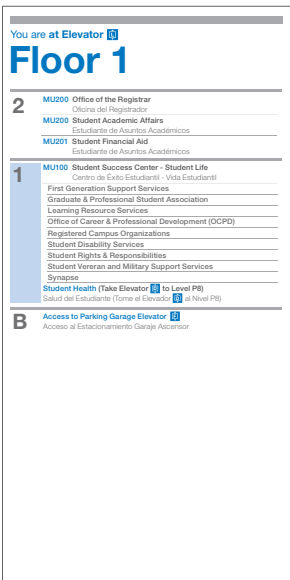 You are at Elevator
Floor 1
2
MU200 Office of the Registrar
Oficina del Registrador
MU200 Student Academic Affairs
Estudiante de Asuntos Académicos
MU201 Student Financial Aid
Estudiante de Asuntos Académicos
1
MU100 Student Success Center - Student Life
Centro de Éxito Estudiantil - Vida Estudiantil
First Generation Support Services
Graduate & Professional Student Association
Learning Resource Services
Office of Career & Professional Development (OCPD)
Registered Campus Organizations
Student Disability Services
Student Rights & Responsibilities
Student Vereran and Military Support Services
Synapse
Student Health (Take Elevator to Level P8)
Salud del Estudiante (Tome el Elevador al Nivel P8)
B
Access to Parking Garage Elevator
Acceso al Estacionamiento Garaje Ascensor